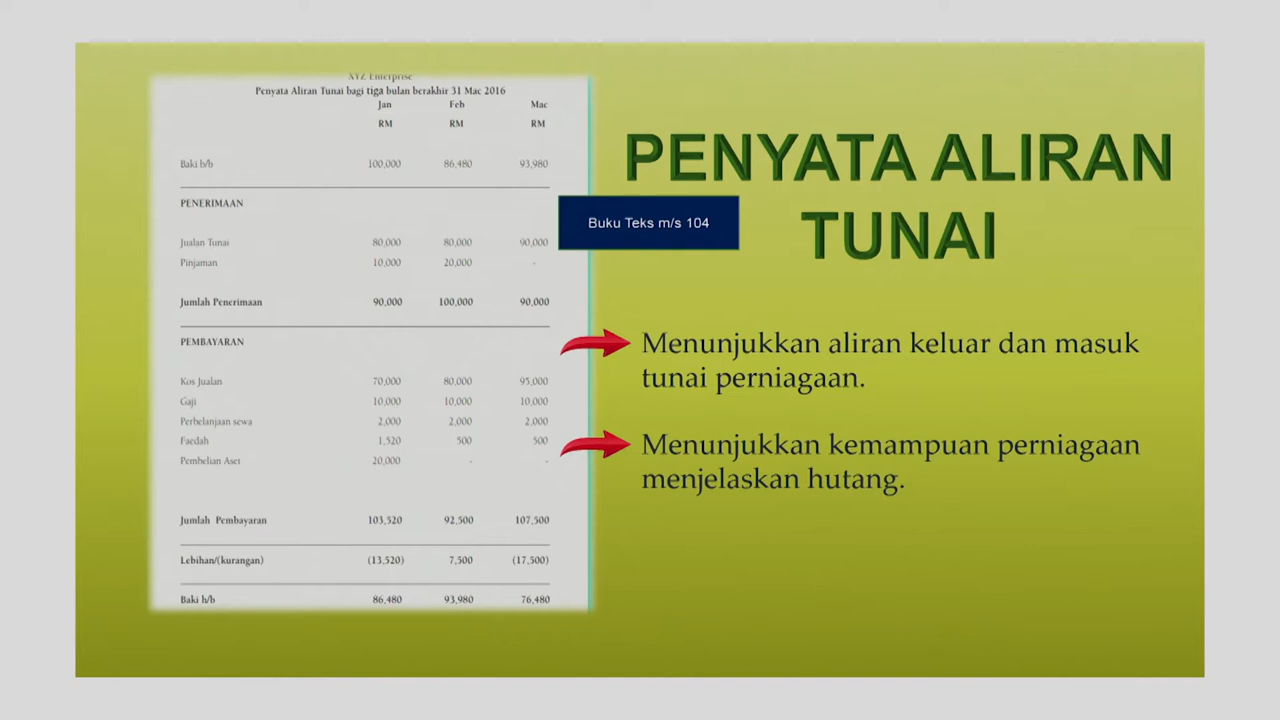 XYZ Enterprise
Penyata Aliran Tunai bagi tiga bulan berakhir 31 Mac 2016
Jan Feb Mac
RM RM RM
Baki h/b 100,000 86,480 93,980
PENERIMAAN
Jualan Tunai 80,000 80,000 90,000
Pinjaman 10,000 20,000 -
Jumlah Penerimaan 90,000 100,000 90,000
PEMBAYARAN
Kos Jualan 70,000 80,000 95,000
Gaji 10,000 10,000 10,000
Perbelanjaan sewa 2,000 2,000 2,000
Faedah 1,520 500 500
Pembelian Aset 20,000 - -
Jumlah Pembayaran 103,520 92,500 107,500
Lebihan/(kurangan) (13,520) 7,500 (17,500)
Baki h/b 86,480 93,980 76,480
Buku Teks m/s 104
PENYATA ALIRAN
TUNAI
Menunjukkan aliran keluar dan masuk
tunai perniagaan.
Menunjukkan kemampuan perniagaan
menjelaskan hutang.